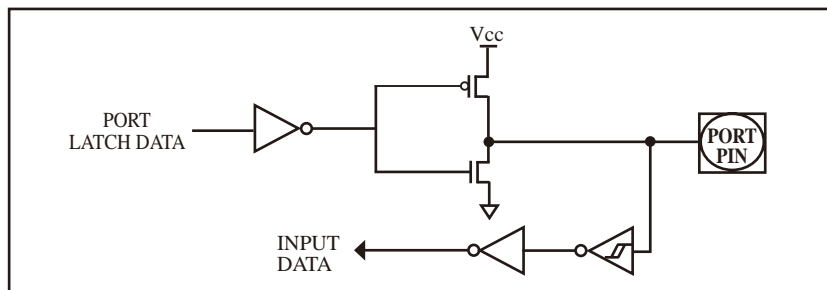 Vcc
PORT
LATCH DATA
PORT
PIN
INPUT
DATA